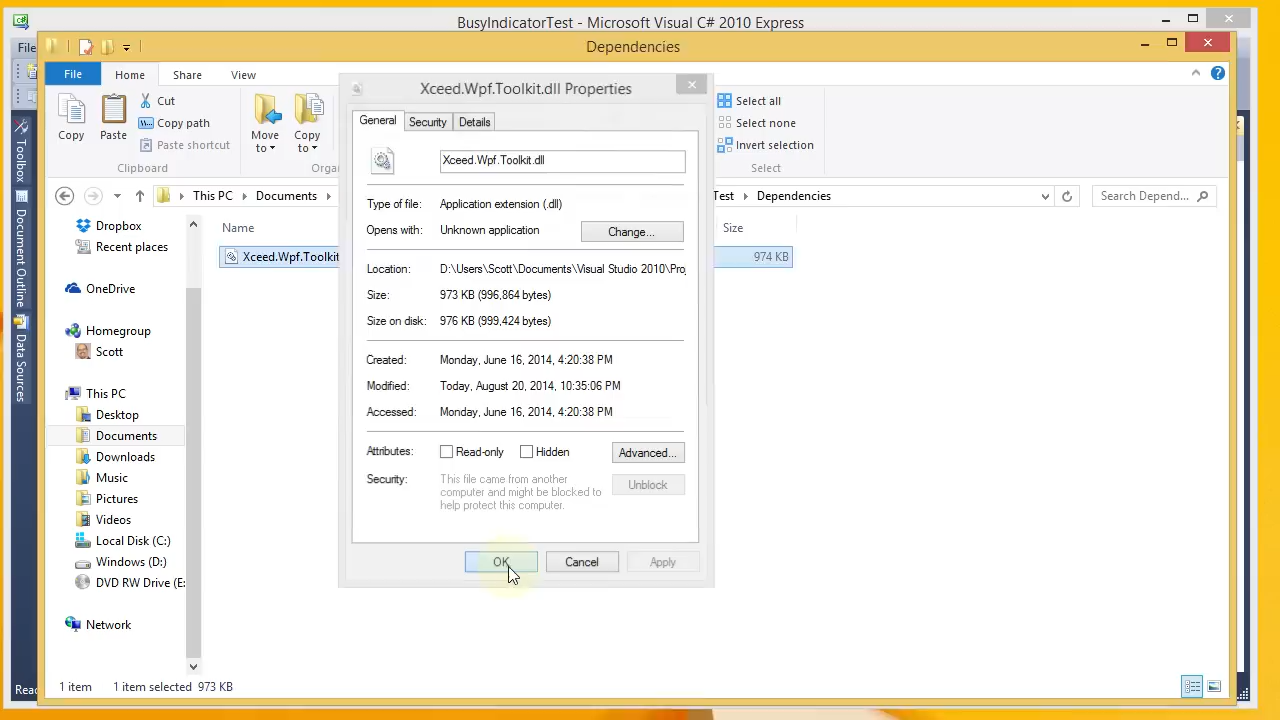 BusyIndicatorTest - Microsoft Visual C# 2010 Express
File
Dependencies
File
Home
Share
View
Copy
Paste
Cut
Copy path
Paste shortcut
Clipboard
Move to
Copy to
Orgar
Select all
Select none
Invert selection
Select
This PC
Documents
Test
Dependencies
Search Depend...
Toolbox
Document Outline
Data Sources
Dropbox
Recent places
OneDrive
Homegroup
Scott
This PC
Desktop
Documents
Downloads
Music
Pictures
Videos
Local Disk (C:)
Windows (D:)
DVD RW Drive (E:
Network
Name
Size
Xceed.Wpf.Toolkit
974 KB
Xceed.Wpf.Toolkit.dll Properties
General
Security
Details
Xceed.Wpf.Toolkit.dll
Type of file: Application extension (.dll)
Opens with: Unknown application
Change...
Location: D:\Users\Scott\Documents\Visual Studio 2010\Pro
Size: 973 KB (996,864 bytes)
Size on disk: 976 KB (999,424 bytes)
Created: Monday, June 16, 2014, 4:20:38 PM
Modified: Today, August 20, 2014, 10:35:06 PM
Accessed: Monday, June 16, 2014, 4:20:38 PM
Attributes: Read-only Hidden Advanced...
Security: This file came from another
computer and might be blocked to
help protect this computer.
Unblock
OK
Cancel
Apply
1 item
1 item selected 973 KB
Rea